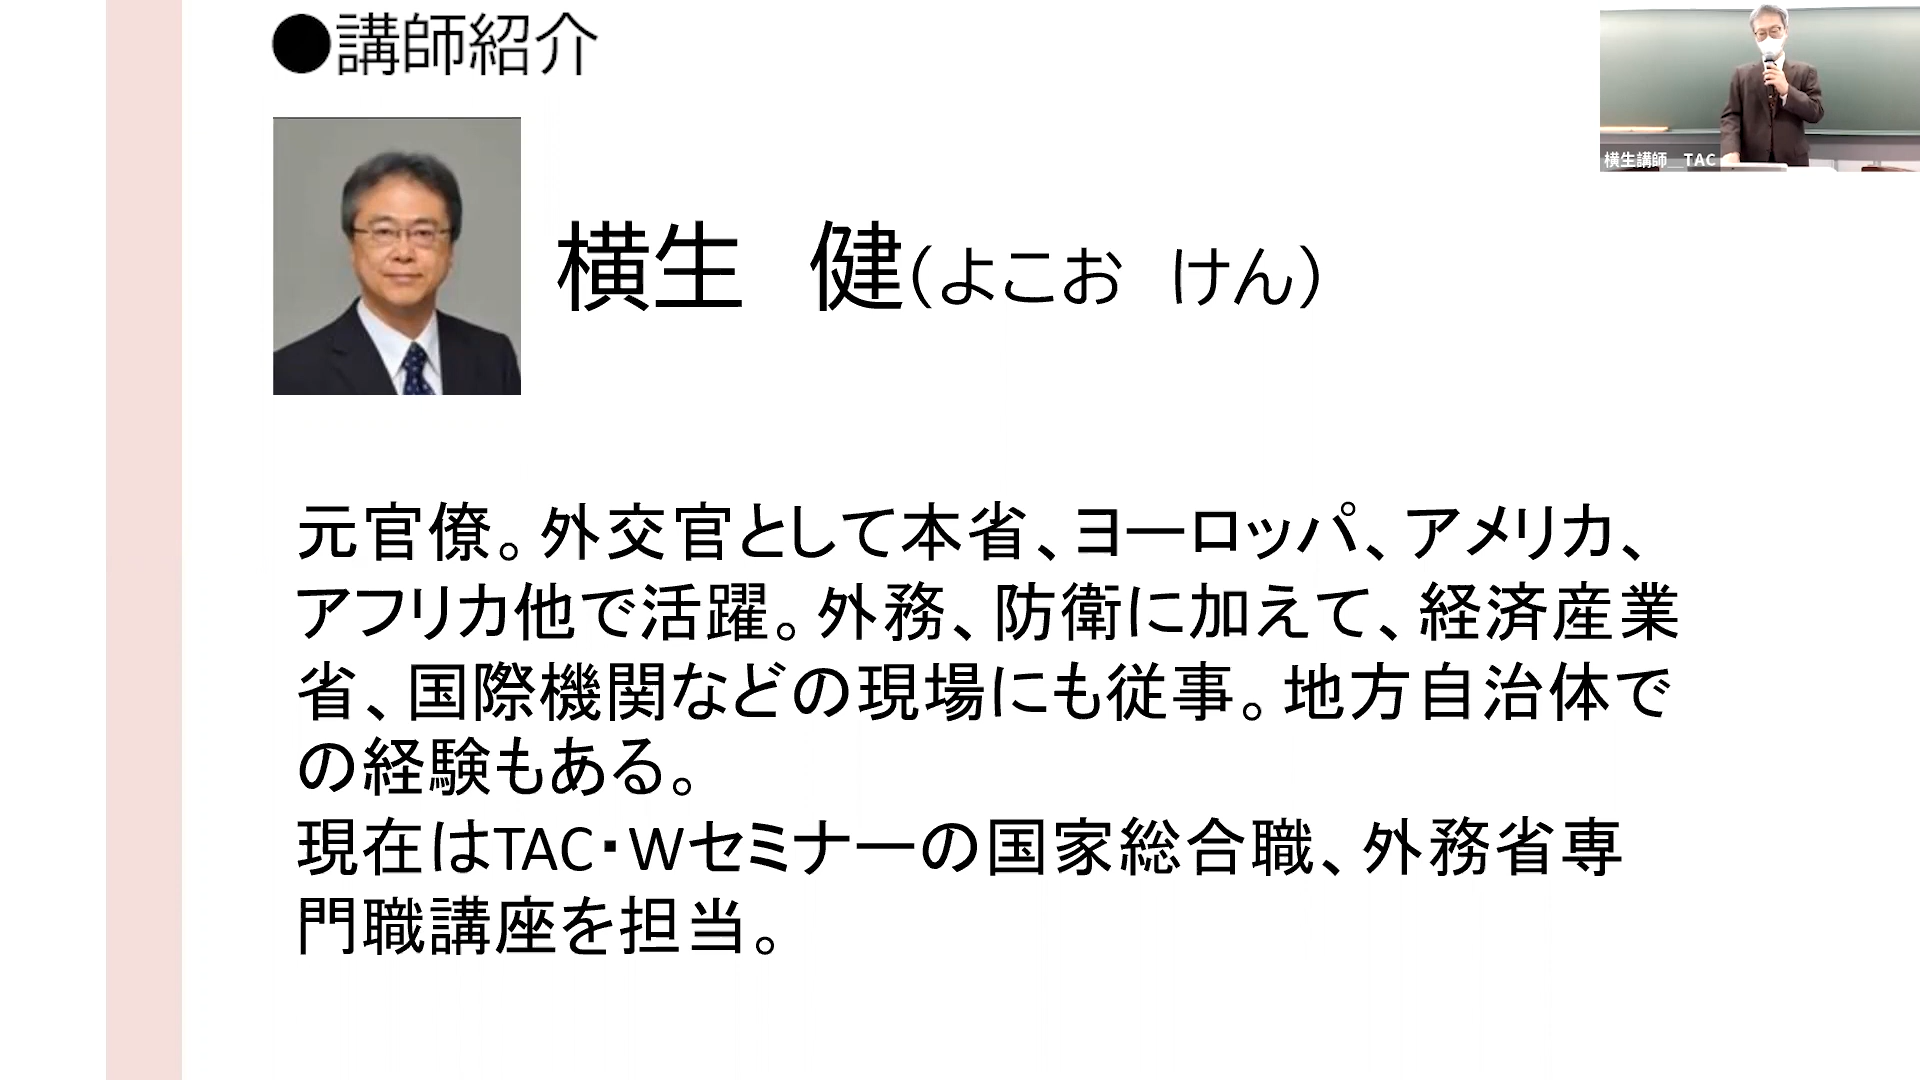 ●講師紹介
横生講師＿TAC
横生　健（よこお　けん）
元官僚。外交官として本省、ヨーロッパ、アメリカ、
アフリカ他で活躍。外務、防衛に加えて、経済産業
省、国際機関などの現場にも従事。地方自治体で
の経験もある。
現在はTAC・Wセミナーの国家総合職、外務省専
門職講座を担当。